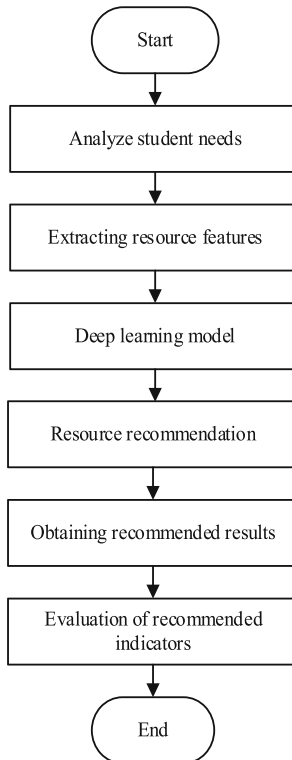 Start
Analyze student needs
Extracting resource features
Deep learning model
Resource recommendation
Obtaining recommended results
Evaluation of recommended
indicators
End